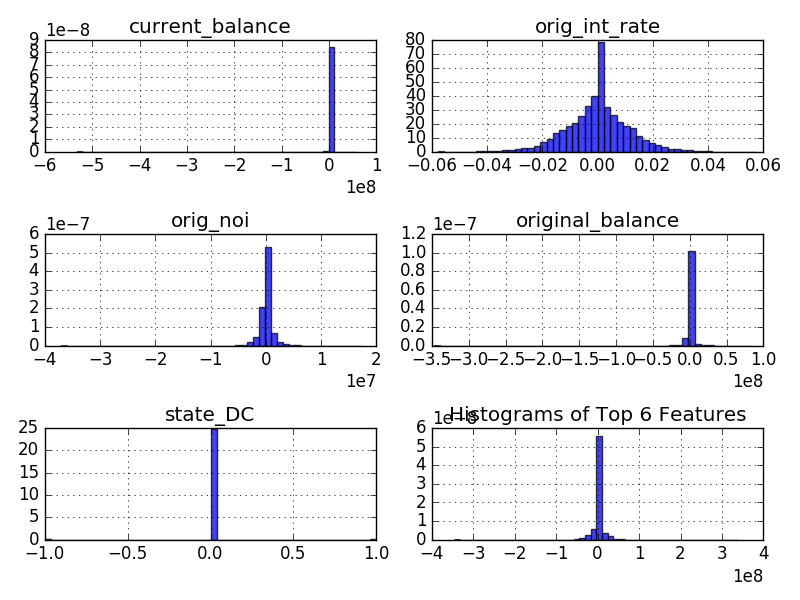 current_balance
1e−8
9
8
7
6
5
4
3
2
1
0
−6 −5 −4 −3 −2 −1 0 1
1e8
orig_int_rate
80
70
60
50
40
30
20
10
0
−0.06 −0.04 −0.02 0.00 0.02 0.04 0.06
orig_noi
1e−7
6
5
4
3
2
1
0
−4 −3 −2 −1 0 1 2
1e7
original_balance
1e−7
1.2
1.0
0.8
0.6
0.4
0.2
0.0
−3.5 −3.0 −2.5 −2.0 −1.5 −1.0 −0.5 0.0 0.5 1.0
1e8
state_DC
25
20
15
10
5
0
−1.0 −0.5 0.0 0.5 1.0
Histograms of Top 6 Features
1e−8
6
5
4
3
2
1
0
−4 −3 −2 −1 0 1 2 3 4
1e8